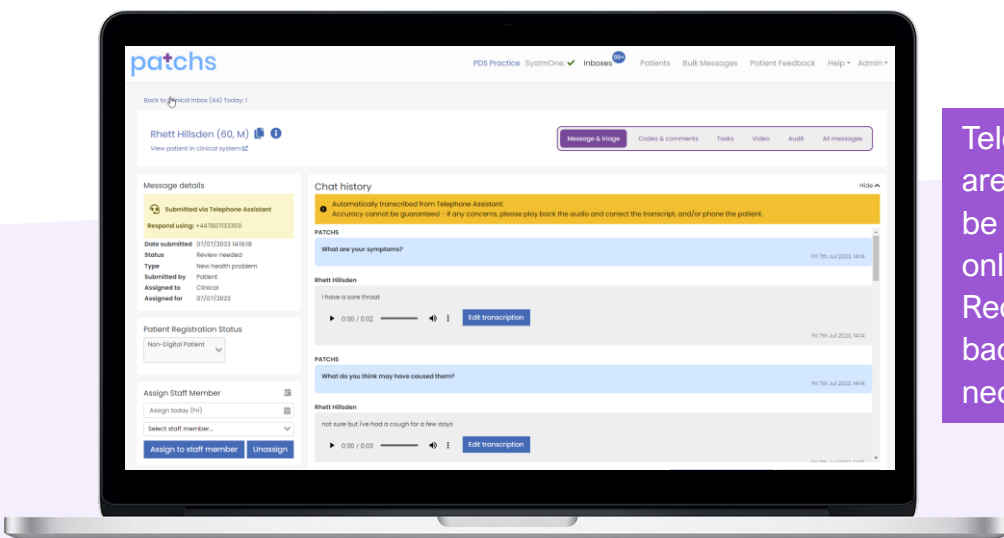 patchs
PDS Practice SystmOne: Inboxes 99+ Patients Bulk Messages Patient Feedback Help Admin
Back to Clinical Inbox (44) Today: 1
Rhett Hillsden (60, M)
View patient in clinical system
Message & triage Codes & comments Tasks Video Audit All messages
Message details
Submitted via Telephone Assistant
Respond using: +447807133359
Date submitted 07/07/2023 14:16:19
Status Review needed
Type New health problem
Submitted by Patient
Assigned to Clinical
Assigned for 07/07/2023
Patient Registration Status
Non-Digital Patient
Assign Staff Member
Assign today (Fri)
Select staff member...
Assign to staff member Unassign
Chat history Hide
Automatically transcribed from Telephone Assistant.
Accuracy cannot be guaranteed - if any concerns, please play back the audio and correct the transcript, and/or phone the patient.
PATCHS
What are your symptoms?
Fri 7th Jul 2023, 14:14
Rhett Hillsden
I have a sore throat
0:00 / 0:02 Edit transcription
Fri 7th Jul 2023, 14:14
PATCHS
What do you think may have caused them?
Fri 7th Jul 2023, 14:14
Rhett Hillsden
not sure but i've had a cough for a few days
0:00 / 0:03 Edit transcription
Tel
are
be
onl
Rec
bac
nec